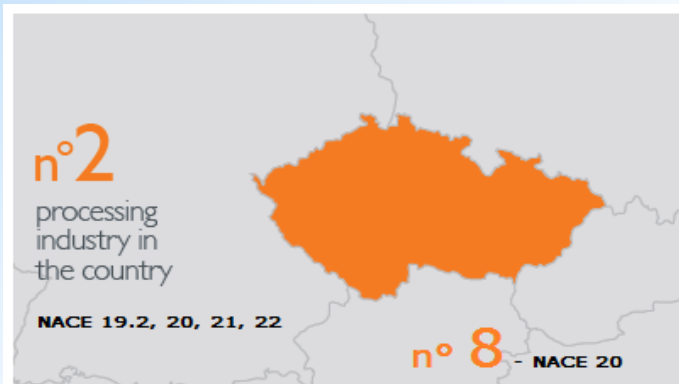 n°2
processing
industry in
the country
NACE 19.2, 20, 21, 22
n° 8 - NACE 20